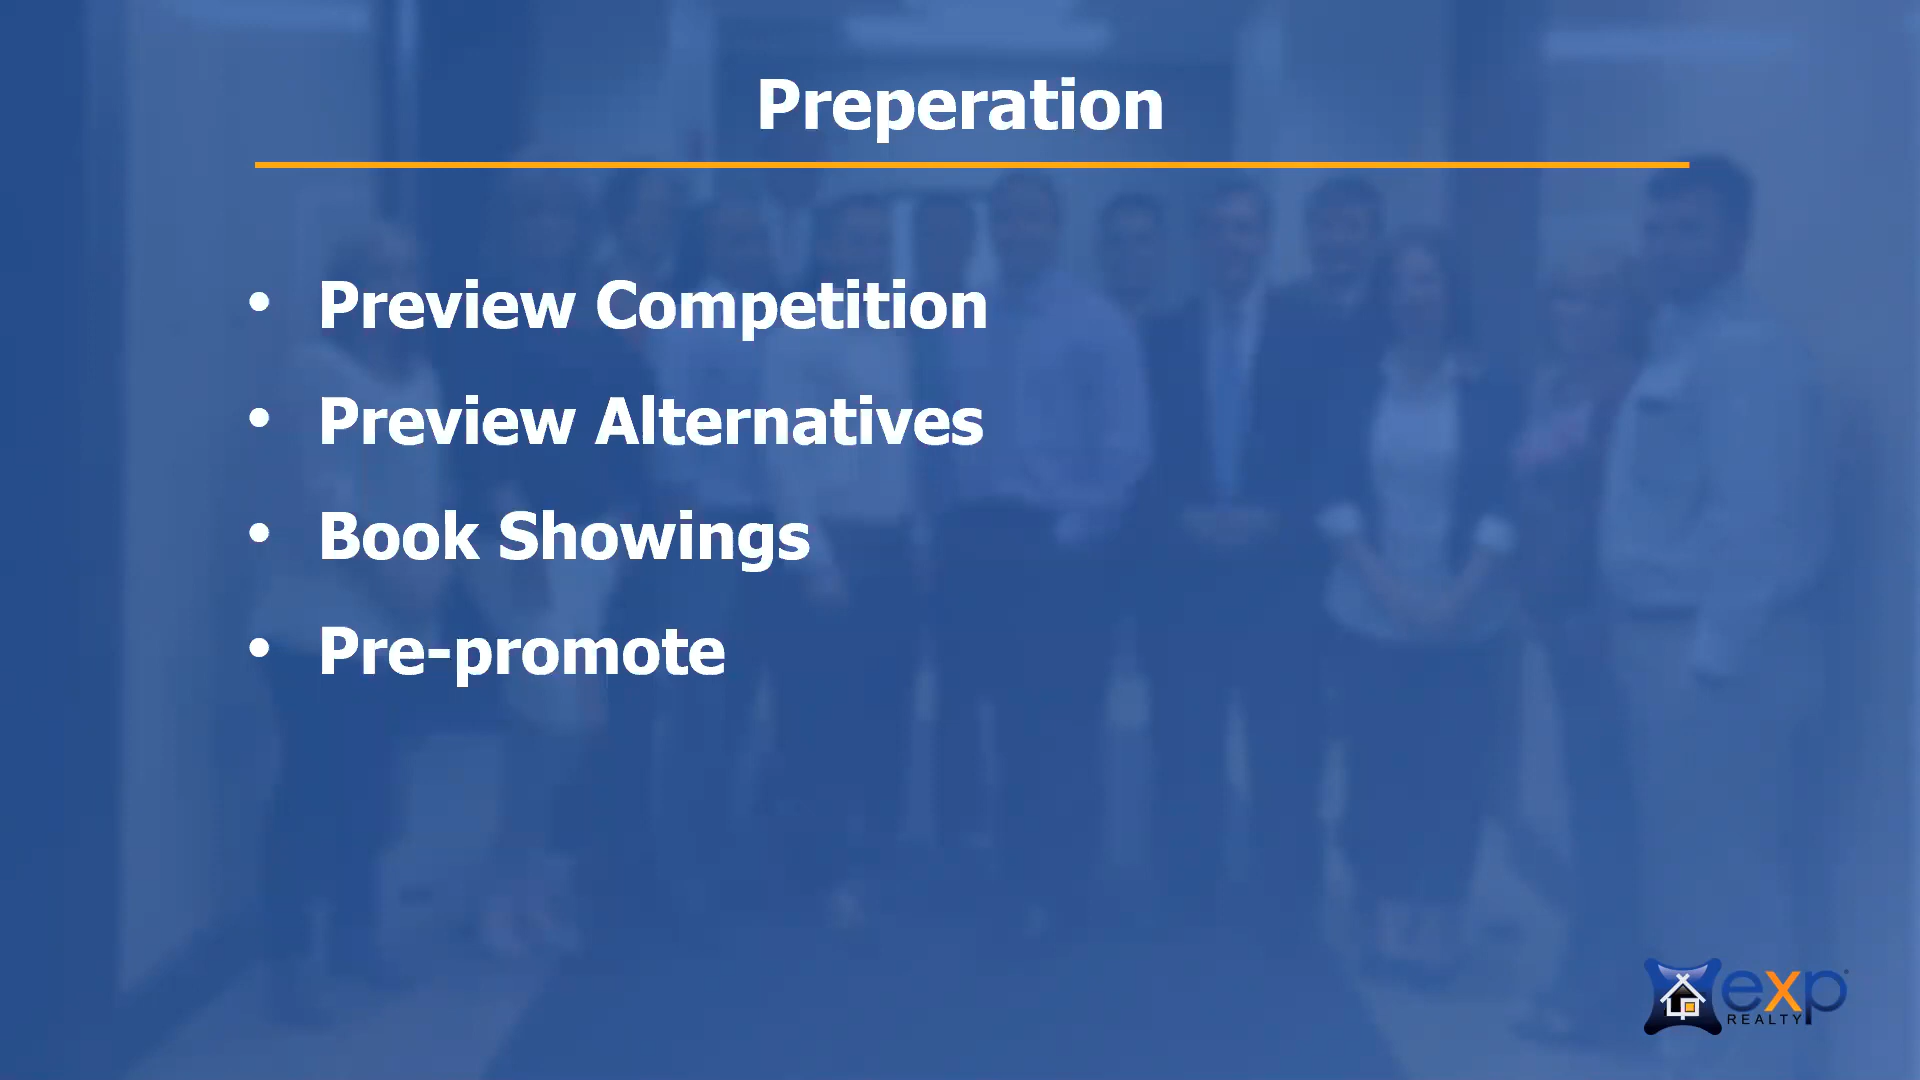 Preperation
• Preview Competition
• Preview Alternatives
• Book Showings
• Pre-promote
exp
REALTY